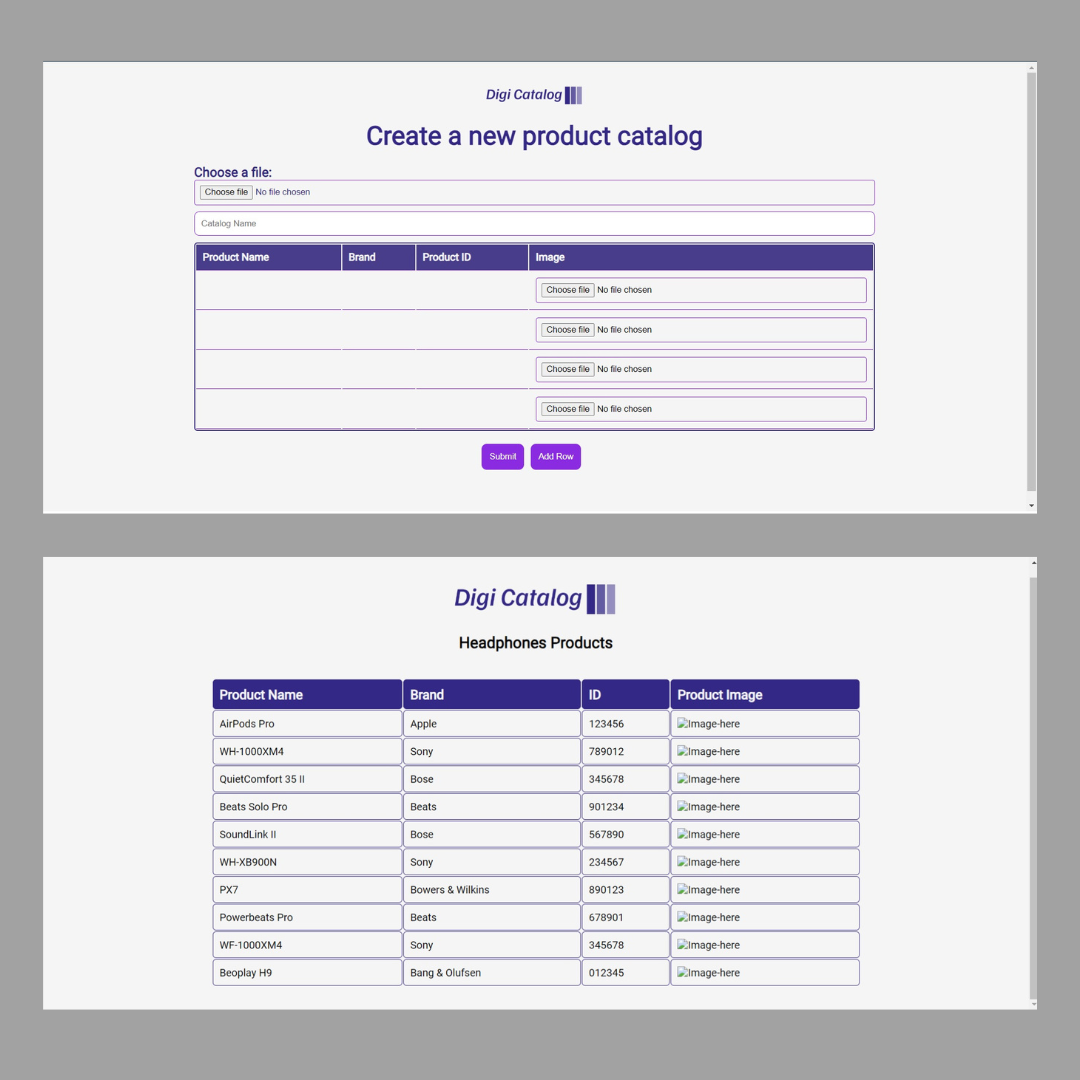 Digi Catalog
Create a new product catalog
Choose a file:
Choose file No file chosen
Catalog Name
Product Name Brand Product ID Image
Choose file No file chosen
Choose file No file chosen
Choose file No file chosen
Choose file No file chosen
Submit Add Row
Digi Catalog
Headphones Products
Product Name Brand ID Product Image
AirPods Pro Apple 123456 Image-here
WH-1000XM4 Sony 789012 Image-here
QuietComfort 35 II Bose 345678 Image-here
Beats Solo Pro Beats 901234 Image-here
SoundLink II Bose 567890 Image-here
WH-XB900N Sony 234567 Image-here
PX7 Bowers & Wilkins 890123 Image-here
Powerbeats Pro Beats 678901 Image-here
WF-1000XM4 Sony 345678 Image-here
Beoplay H9 Bang & Olufsen 012345 Image-here